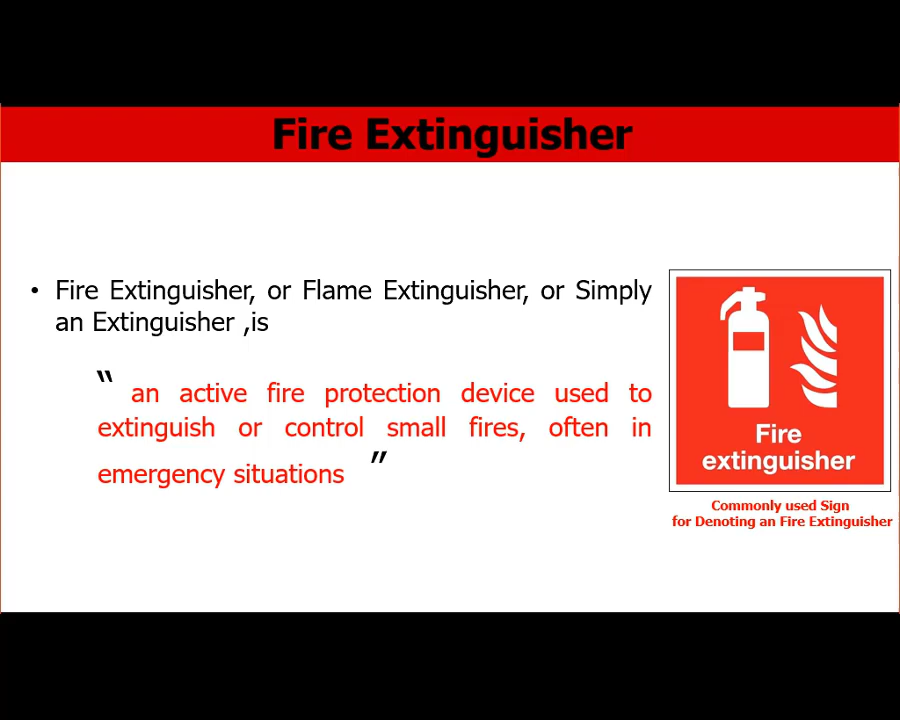 Fire Extinguisher
• Fire Extinguisher, or Flame Extinguisher, or Simply
an Extinguisher ,is
“ an active fire protection device used to
extinguish or control small fires, often in
emergency situations ”
Fire
extinguisher
Commonly used Sign
for Denoting an Fire Extinguisher